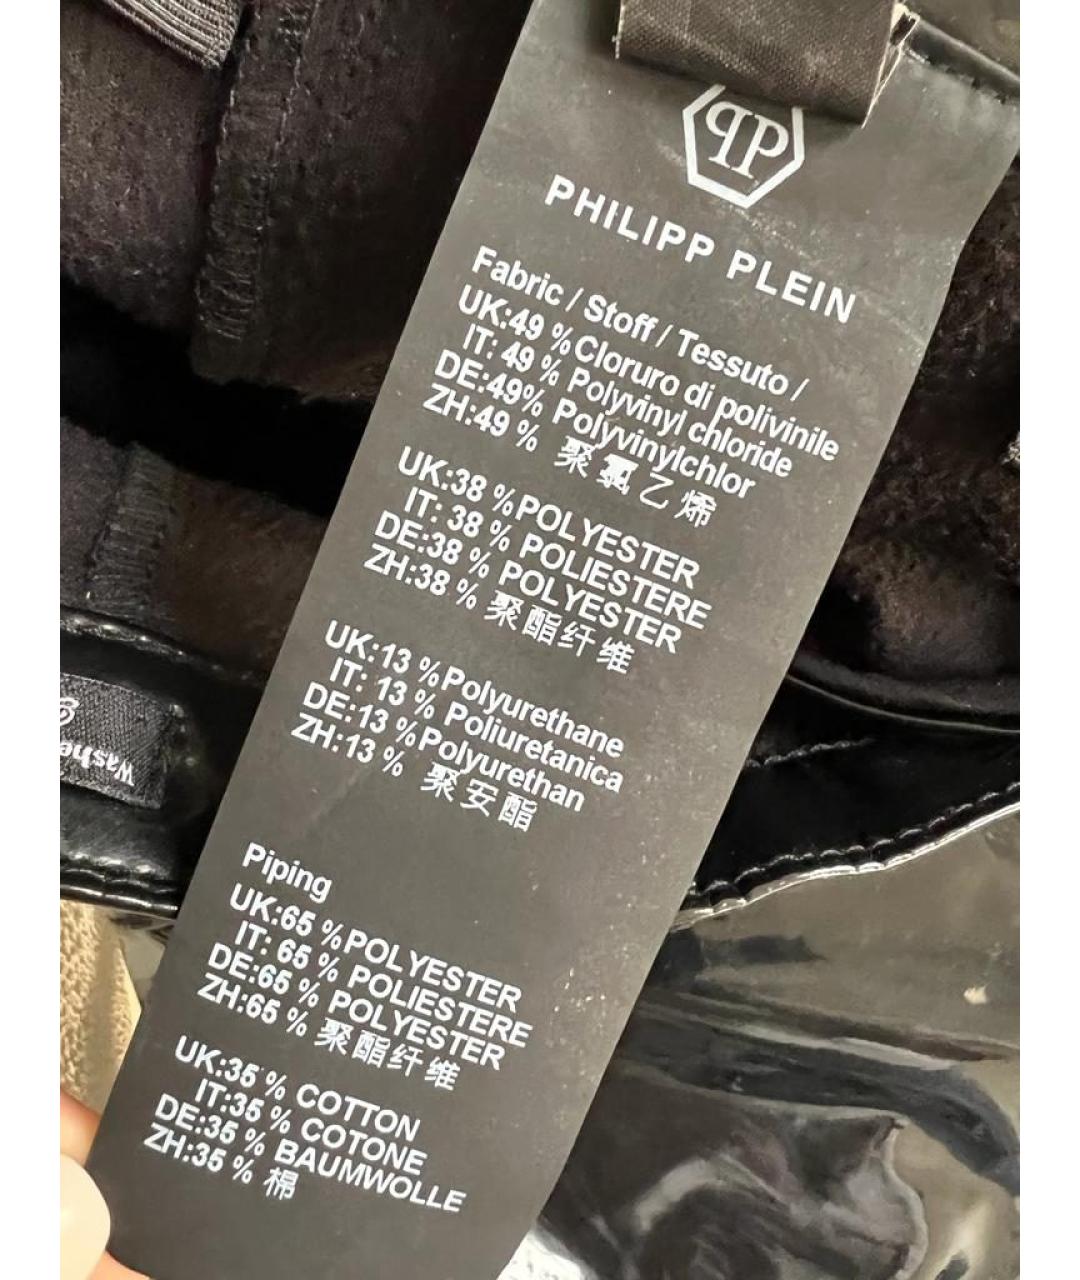 PP
PHILIPP PLEIN
Fabric / Stoff / Tessuto /
UK:49 % Cloruro di polivinile
IT: 49 % Polyvinyl chloride
DE:49% Polyvinylchlor
ZH:49 % 聚氯乙烯
UK:38 %POLYESTER
IT: 38 % POLIESTERE
DE:38 % POLYESTER
ZH:38 % 聚酯纤维
UK:13 %Polyurethane
IT: 13 % Poliuretanica
DE:13 %Polyurethan
ZH:13 % 聚安酯
Piping
UK:65 %POLYESTER
IT: 65 % POLIESTERE
DE:65 % POLYESTER
ZH:65 % 聚酯纤维
UK:35 % COTTON
IT:35 % COTONE
DE:35 % BAUMWOLLE
ZH:35 % 棉